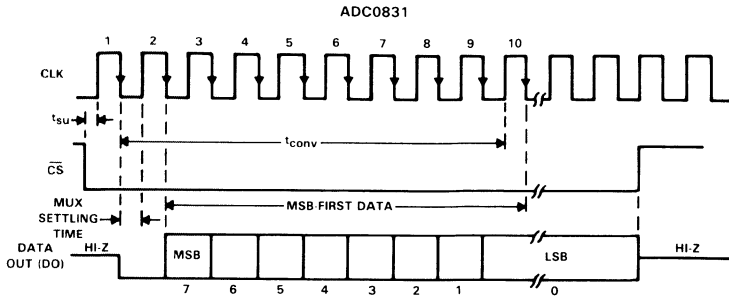 ADC0831
1 2 3 4 5 6 7 8 9 10
CLK
tsu
tconv
CS
MUX
SETTLING
TIME
MSB-FIRST DATA
DATA
OUT (DO)
HI-Z
MSB
LSB
HI-Z
7 6 5 4 3 2 1 0